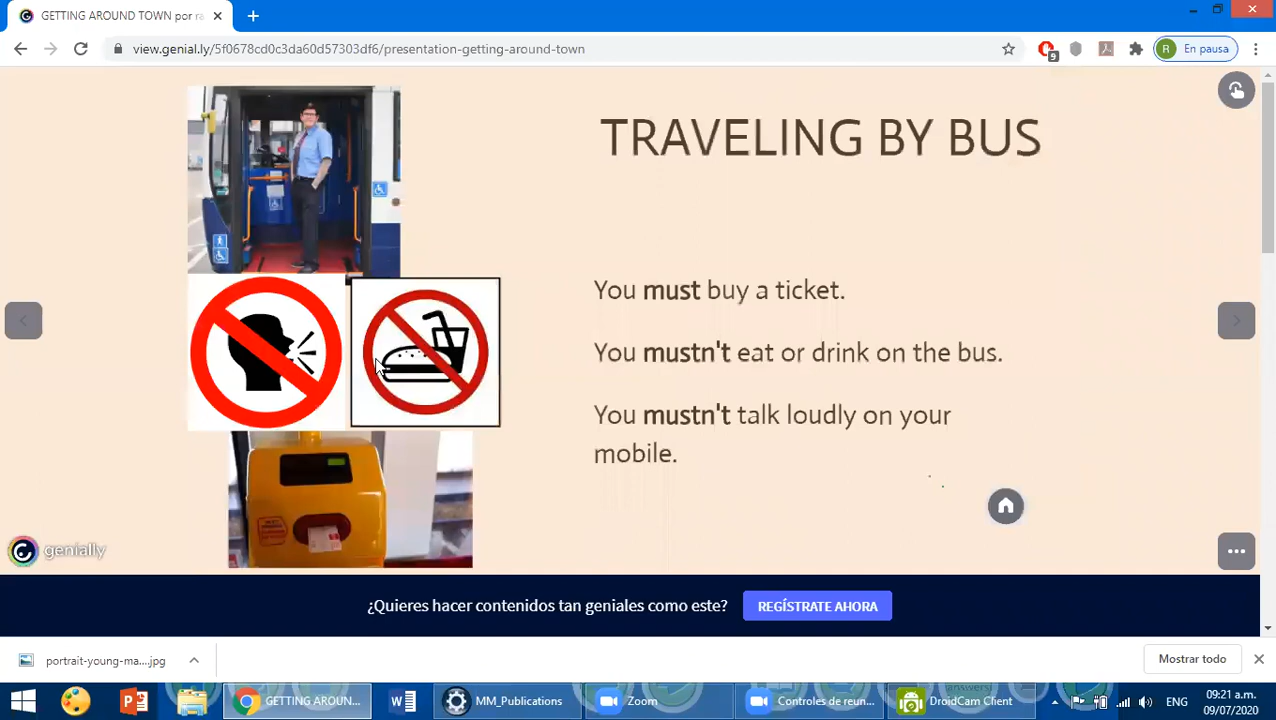 GETTING AROUND TOWN por ra
view.genial.ly/5f0678cd0c3da60d57303df6/presentation-getting-around-town
9
R En pausa
TRAVELING BY BUS
You must buy a ticket.
You mustn't eat or drink on the bus.
You mustn't talk loudly on your
mobile.
genially
¿Quieres hacer contenidos tan geniales como este? REGÍSTRATE AHORA
portrait-young-ma....jpg
Mostrar todo
GETTING AROUN...
MM_Publications
Zoom
Controles de reun...
DroidCam Client
ENG
09:21 a.m.
09/07/2020